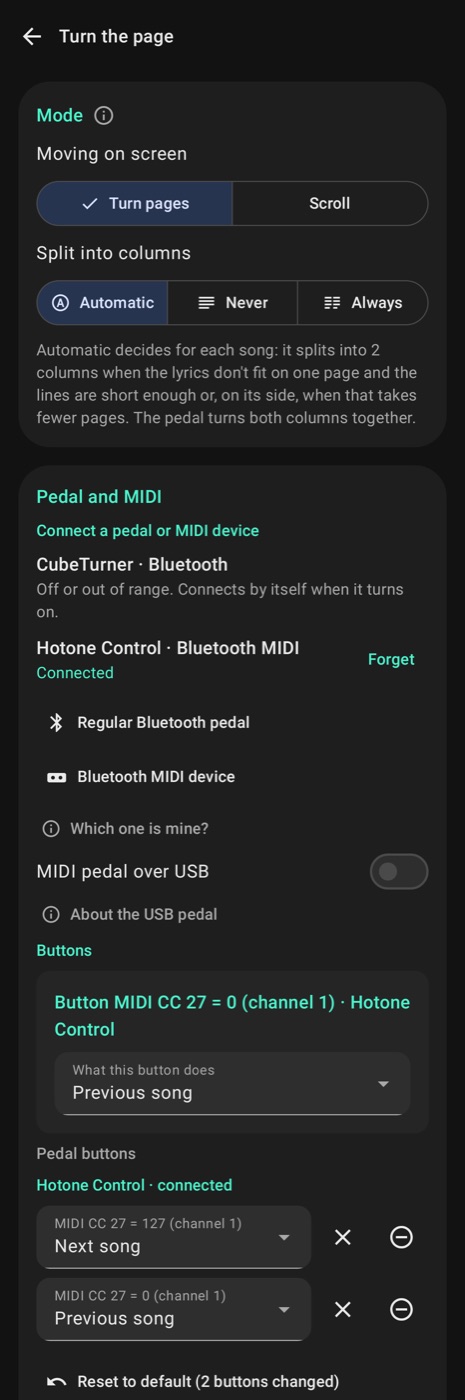 Turn the page
Mode
Moving on screen
Turn pages
Scroll
Split into columns
Automatic
Never
Always
Automatic decides for each song: it splits into 2
columns when the lyrics don't fit on one page and the
lines are short enough or, on its side, when that takes
fewer pages. The pedal turns both columns together.
Pedal and MIDI
Connect a pedal or MIDI device
CubeTurner · Bluetooth
Off or out of range. Connects by itself when it turns
on.
Hotone Control · Bluetooth MIDI
Connected
Forget
Regular Bluetooth pedal
Bluetooth MIDI device
Which one is mine?
MIDI pedal over USB
About the USB pedal
Buttons
Button MIDI CC 27 = 0 (channel 1) · Hotone
Control
What this button does
Previous song
Pedal buttons
Hotone Control · connected
MIDI CC 27 = 127 (channel 1)
Next song
MIDI CC 27 = 0 (channel 1)
Previous song
Reset to default (2 buttons changed)